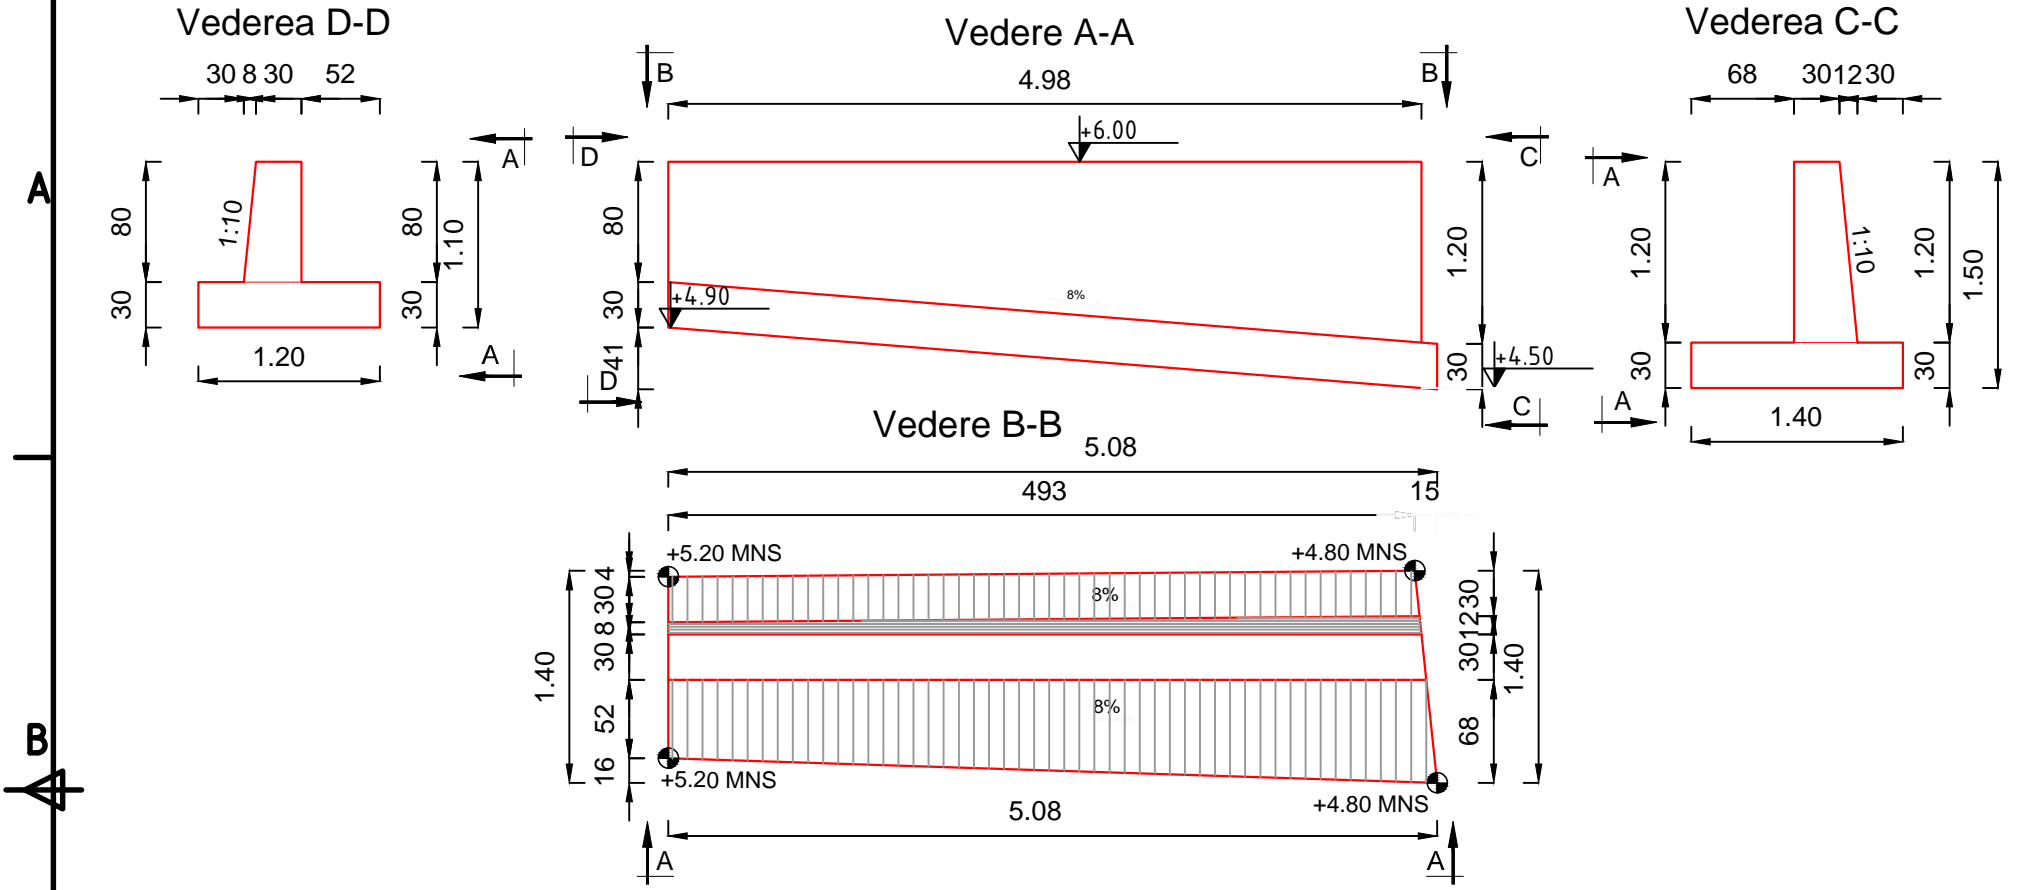 Vederea D-D
30 8 30 52
A
80
30
1:10
80
30
1.10
1.20
A
Vedere A-A
B
B
4.98
D
+6.00
C
80
30
41
+4.90
8%
1.20
30
+4.50
D
C
Vederea C-C
68 30 12 30
A
1.20
30
1:10
1.20
30
1.50
1.40
A
Vedere B-B
5.08
493 15
+5.20 MNS
+4.80 MNS
4
30
8
30
52
16
1.40
8%
8%
30
12
30
68
1.40
+5.20 MNS
+4.80 MNS
5.08
A
A
A
B